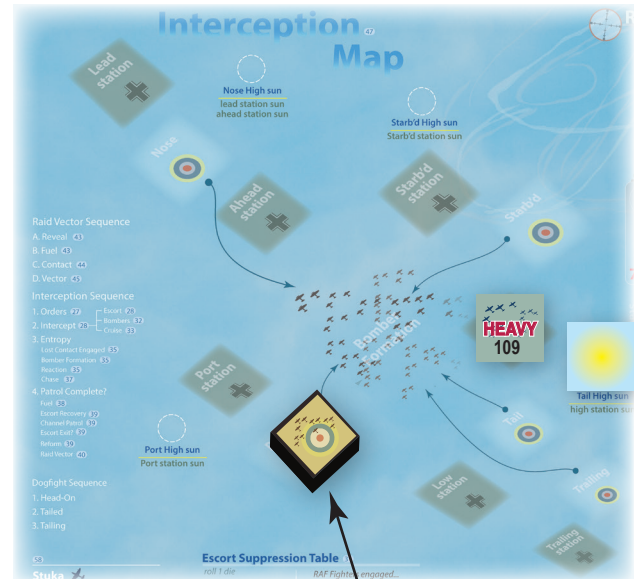 Interception 47
Map
Lead
station
Nose High sun
lead station sun
ahead station sun
Starb'd High sun
Starb'd station sun
Nose
Ahead
station
Starb'd
station
Starb'd
Raid Vector Sequence
A. Reveal 43
B. Fuel 43
C. Contact 44
D. Vector 45
Interception Sequence
1. Orders 27
2. Intercept 28
Escort 28
Bombers 32
Cruise 33
3. Entropy
Lost Contact Engaged? 35
Bomber Formation 35
Reaction 35
Chase 37
4. Patrol Complete?
Fuel 38
Escort Recovery 39
Channel Patrol 39
Escort Exit? 39
Reform 39
Raid Vector 40
Dogfight Sequence
1. Head-On
2. Tailed
3. Tailing
Bomber
Formation
HEAVY
109
Tail High sun
high station sun
Port
station
Port High sun
Port station sun
Tail
Low
station
Trailing
Trailing
station
58
Stuka
Escort Suppression Table
roll 1 die
RAF Fighters engaged...